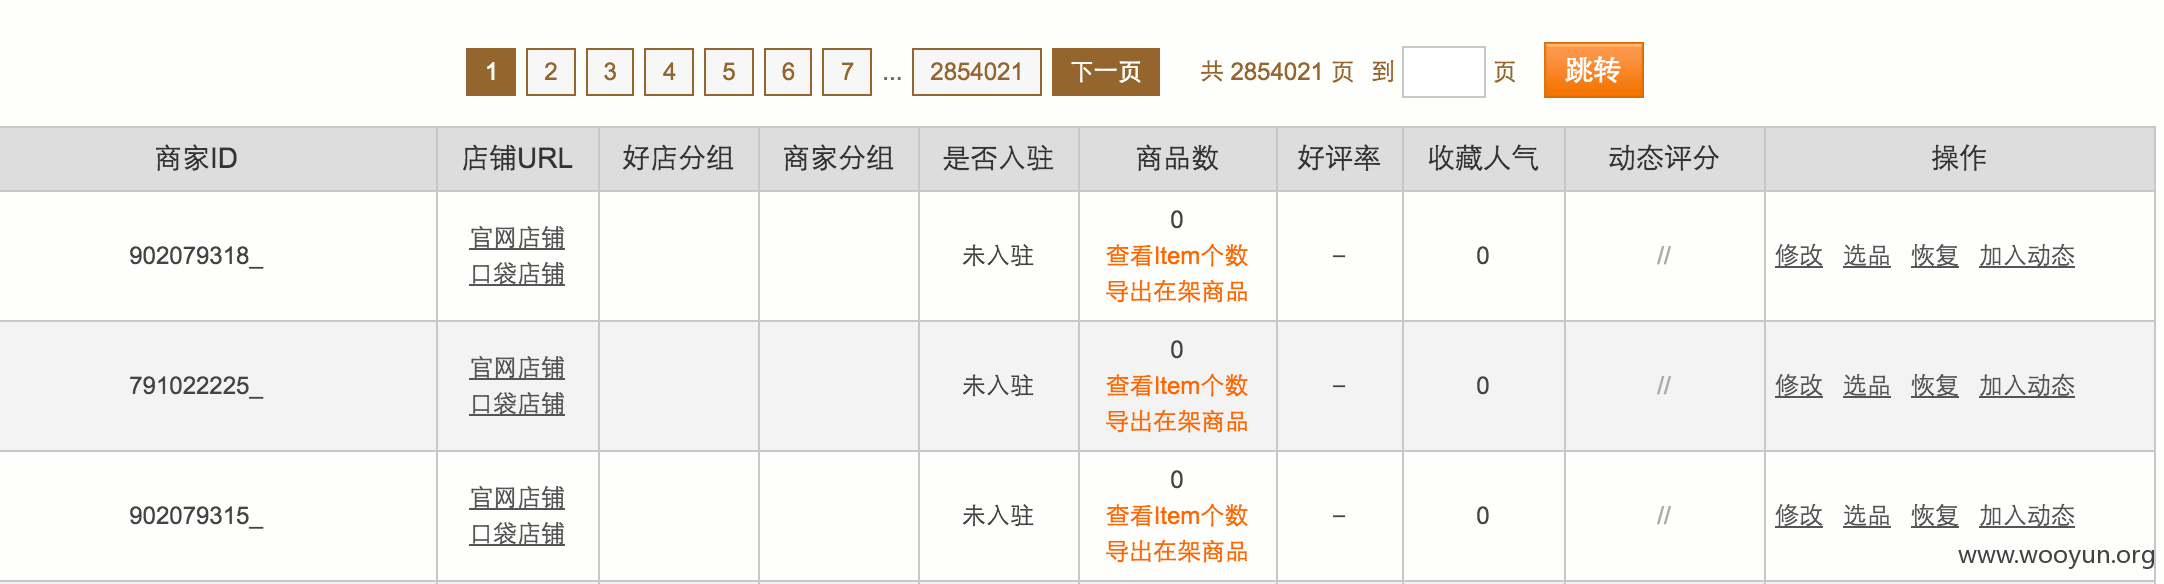 1 2 3 4 5 6 7 ... 2854021 下一页 共 2854021 页 到 页 跳转
商家ID 店铺URL 好店分组 商家分组 是否入驻 商品数 好评率 收藏人气 动态评分 操作
902079318_ 官网店铺 口袋店铺 未入驻 0 查看Item个数 导出在架商品 – 0 // 修改 选品 恢复 加入动态
791022225_ 官网店铺 口袋店铺 未入驻 0 查看Item个数 导出在架商品 – 0 // 修改 选品 恢复 加入动态
902079315_ 官网店铺 口袋店铺 未入驻 0 查看Item个数 导出在架商品 – 0 // 修改 选品 恢复 加入动态
www.wooyun.org